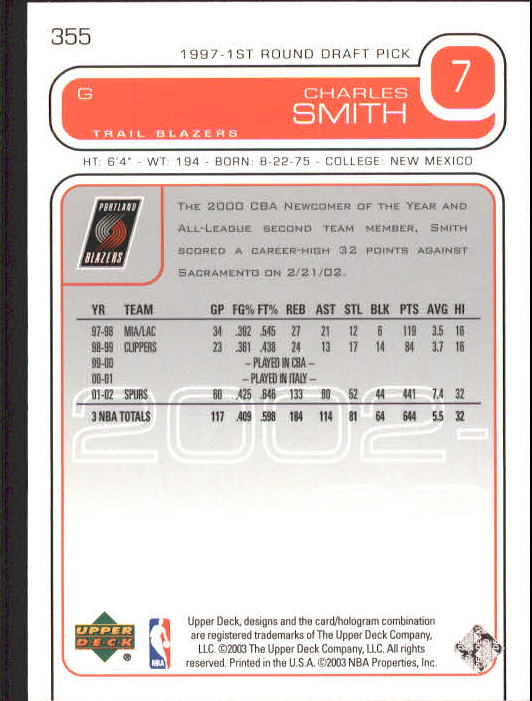 355
1997-1ST ROUND DRAFT PICK
7
G
CHARLES
SMITH
TRAIL BLAZERS
HT: 6'4" - WT: 194 - BORN: 8-22-75 - COLLEGE: NEW MEXICO
PORTLAND
BLAZERS
THE 2000 CBA NEWCOMER OF THE YEAR AND
ALL-LEAGUE SECOND TEAM MEMBER, SMITH
SCORED A CAREER-HIGH 32 POINTS AGAINST
SACRAMENTO ON 2/21/02.
YR TEAM GP FG% FT% REB AST STL BLK PTS AVG HI
97-98 MIA/LAC 34 .392 .545 27 21 12 6 119 3.5 16
98-99 CLIPPERS 23 .361 .438 24 13 17 14 84 3.7 16
99-00 – PLAYED IN CBA –
00-01 – PLAYED IN ITALY –
01-02 SPURS 60 .425 .646 133 80 52 44 441 7.4 32
3 NBA TOTALS 117 .409 .598 184 114 81 64 644 5.5 32
2002-
UPPER
DECK
®
NBA
Upper Deck, designs and the card/hologram combination
are registered trademarks of The Upper Deck Company,
LLC. ©2003 The Upper Deck Company, LLC. All rights
reserved. Printed in the U.S.A. ©2003 NBA Properties, Inc.